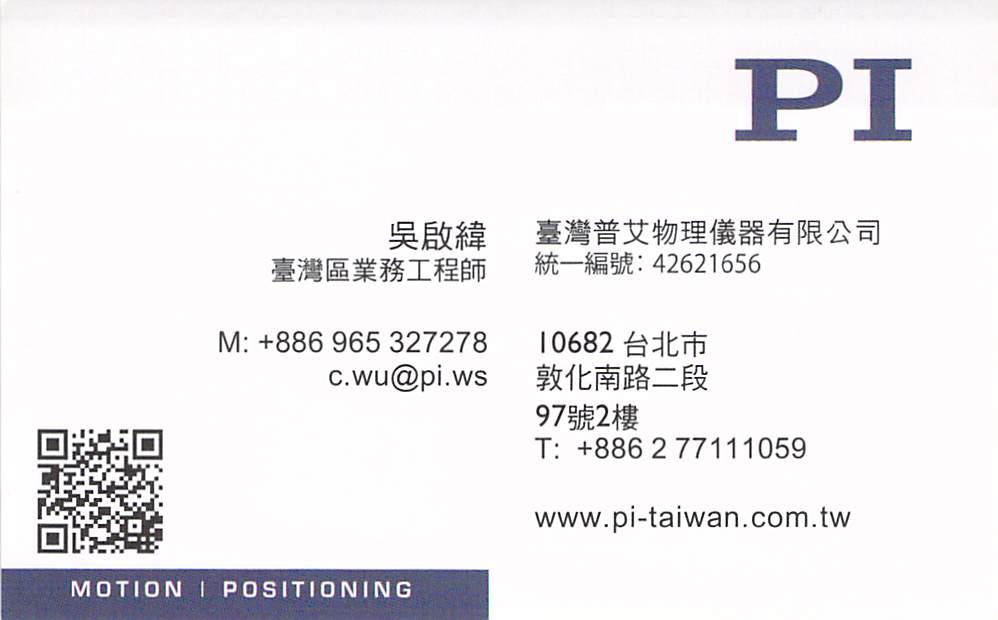 PI
吳啟緯
臺灣區業務工程師
M: +886 965 327278
c.wu@pi.ws
臺灣普艾物理儀器有限公司
統一編號: 42621656
10682 台北市
敦化南路二段
97號2樓
T: +886 2 77111059
www.pi-taiwan.com.tw
MOTION | POSITIONING